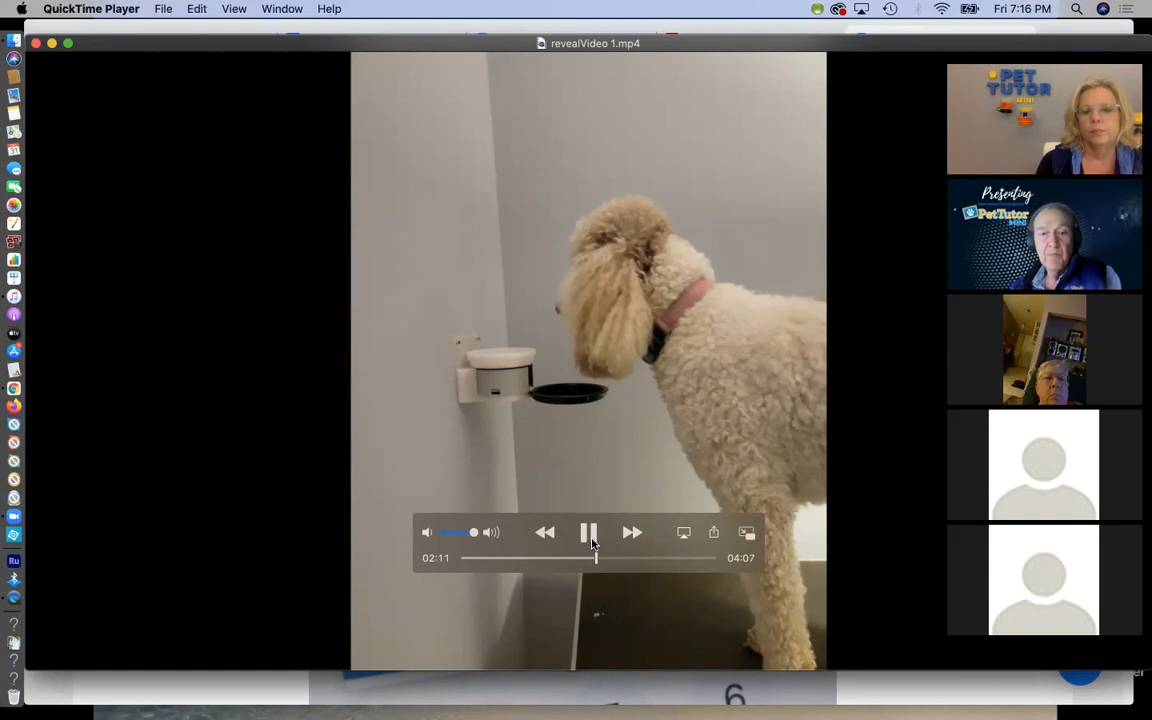 QuickTime Player File Edit View Window Help Fri 7:16 PM
revealVideo 1.mp4
PET
TUTOR
MINI
Presenting
PetTutor
MINI
02:11 04:07
Ru
6